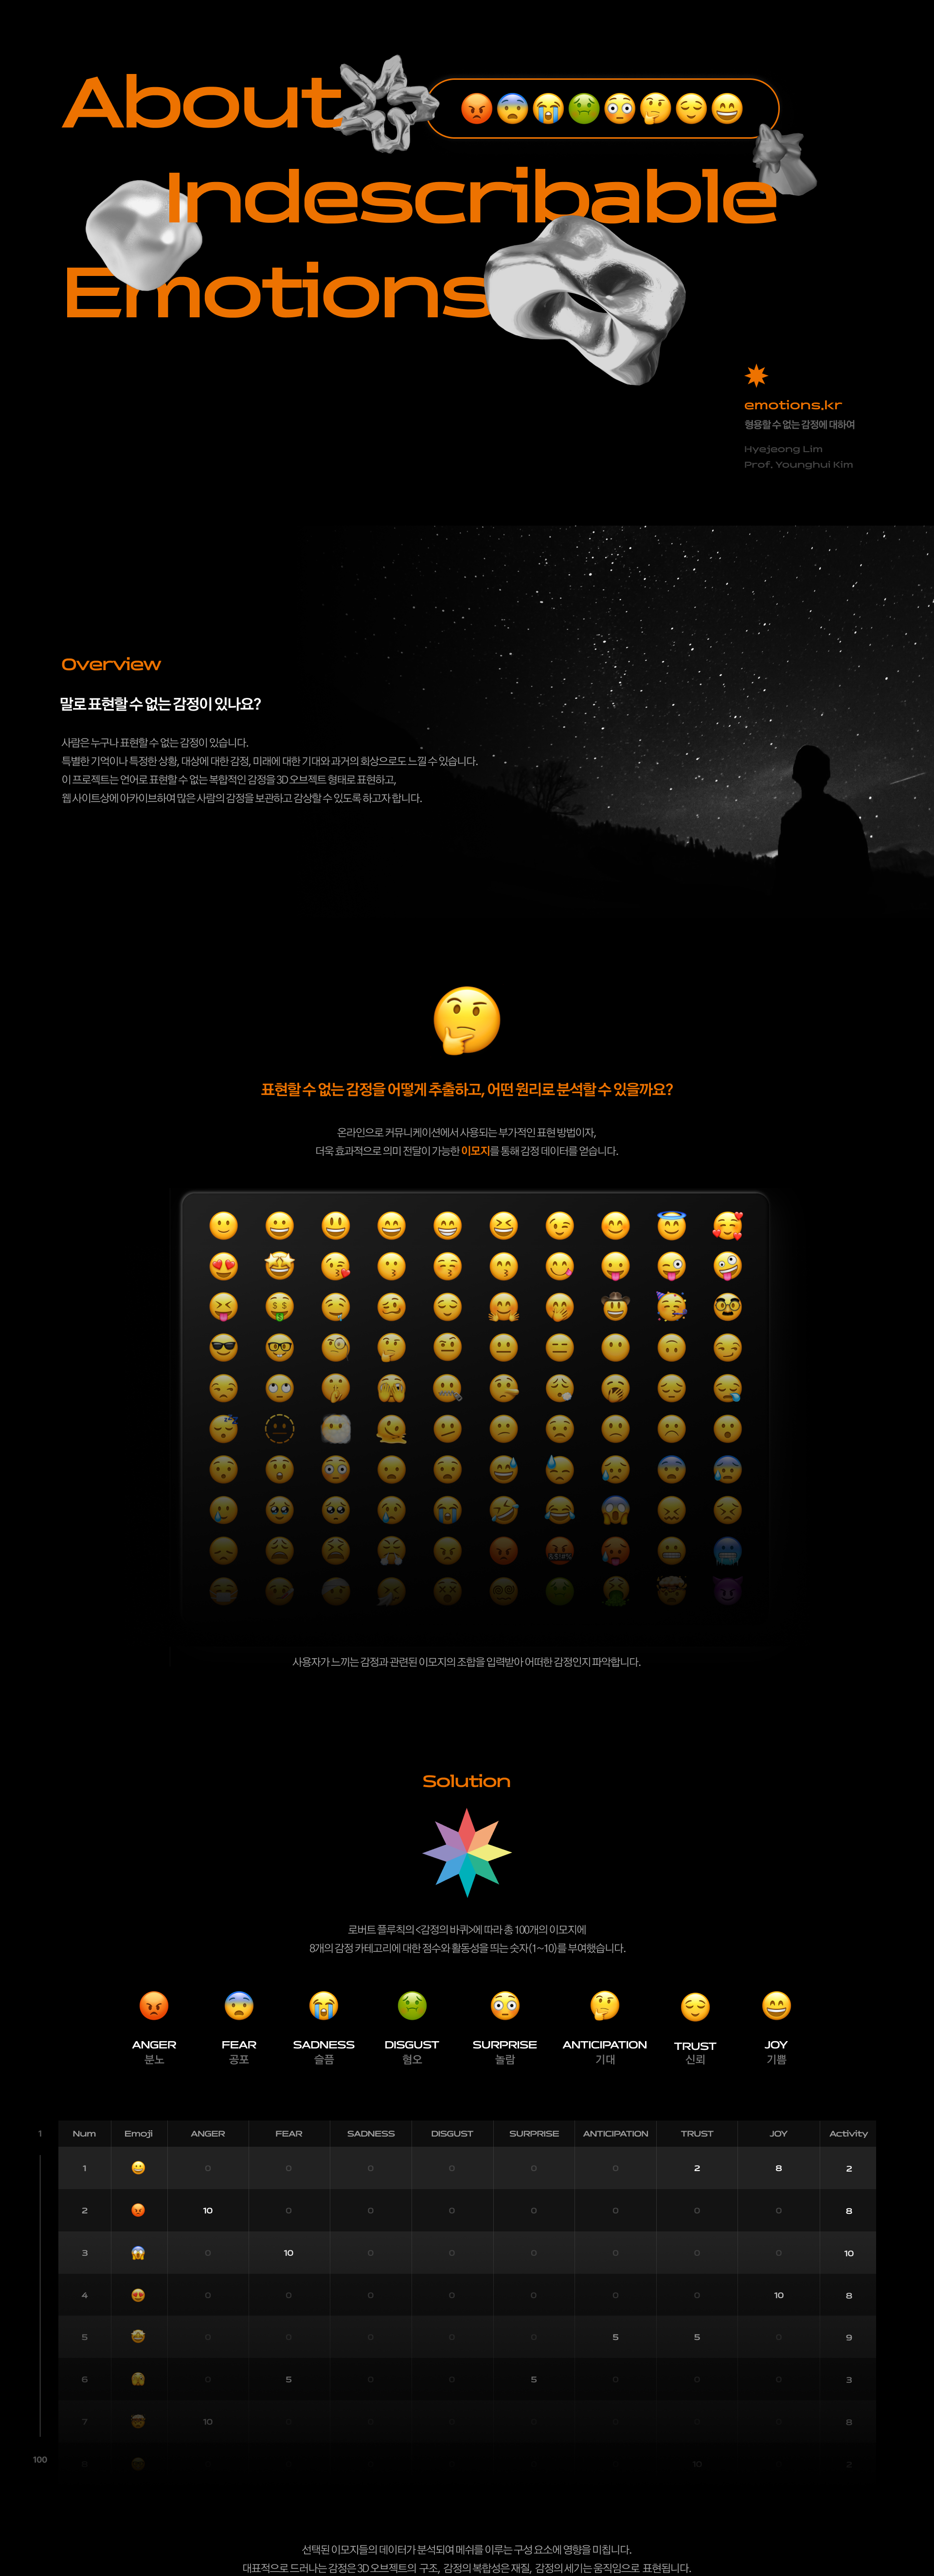 About
Indescribable
Emotions
emotions.kr
형용할 수 없는 감정에 대하여
Hyejeong Lim
Prof. Younghui Kim
Overview
말로 표현할 수 없는 감정이 있나요?
사람은 누구나 표현할 수 없는 감정이 있습니다.
특별한 기억이나 특정한 상황, 대상에 대한 감정, 미래에 대한 기대와 과거의 회상으로도 느낄 수 있습니다.
이 프로젝트는 언어로 표현할 수 없는 복합적인 감정을 3D 오브젝트 형태로 표현하고,
웹 사이트상에 아카이브하여 많은 사람의 감정을 보관하고 감상할 수 있도록 하고자 합니다.
표현할 수 없는 감정을 어떻게 추출하고, 어떤 원리로 분석할 수 있을까요?
온라인으로 커뮤니케이션에서 사용되는 부가적인 표현 방법이자,
더욱 효과적으로 의미 전달이 가능한 이모지를 통해 감정 데이터를 얻습니다.
사용자가 느끼는 감정과 관련된 이모지의 조합을 입력받아 어떠한 감정인지 파악합니다.
Solution
로버트 플루칙의 <감정의 바퀴>에 따라 총 100개의 이모지에
8개의 감정 카테고리에 대한 점수와 활동성을 띄는 숫자(1~10)를 부여했습니다.
ANGER FEAR SADNESS DISGUST SURPRISE ANTICIPATION TRUST JOY
분노 공포 슬픔 혐오 놀람 기대 신뢰 기쁨
1 Num Emoji ANGER FEAR SADNESS DISGUST SURPRISE ANTICIPATION TRUST JOY Activity
1 0 0 0 0 0 0 2 8 2
2 10 0 0 0 0 0 0 0 8
3 0 10 0 0 0 0 0 0 10
4 0 0 0 0 0 0 0 10 8
5 0 0 0 0 0 5 5 0 9
6 0 5 0 0 5 0 0 0 3
7 10 0 0 0 0 0 0 0 8
100
8 10 2
선택된 이모지들의 데이터가 분석되여 메쉬를 이루는 구성 요소에 영향을 미칩니다.
대표적으로 드러나는 감정은 3D 오브젝트의 구조, 감정의 복합성은 재질, 감정의 세기는 움직임으로 표현됩니다.